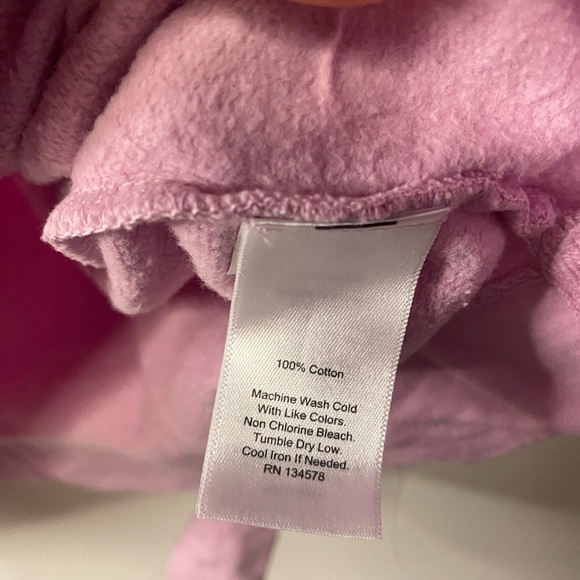 100% Cotton
Machine Wash Cold
With Like Colors.
Non Chlorine Bleach.
Tumble Dry Low.
Cool Iron If Needed.
RN 134578